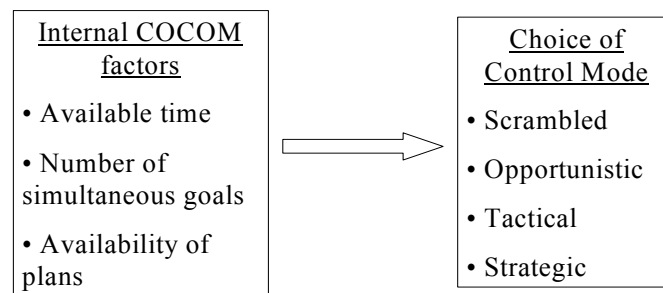 Internal COCOM
factors
• Available time
• Number of
simultaneous goals
• Availability of
plans
Choice of
Control Mode
• Scrambled
• Opportunistic
• Tactical
• Strategic